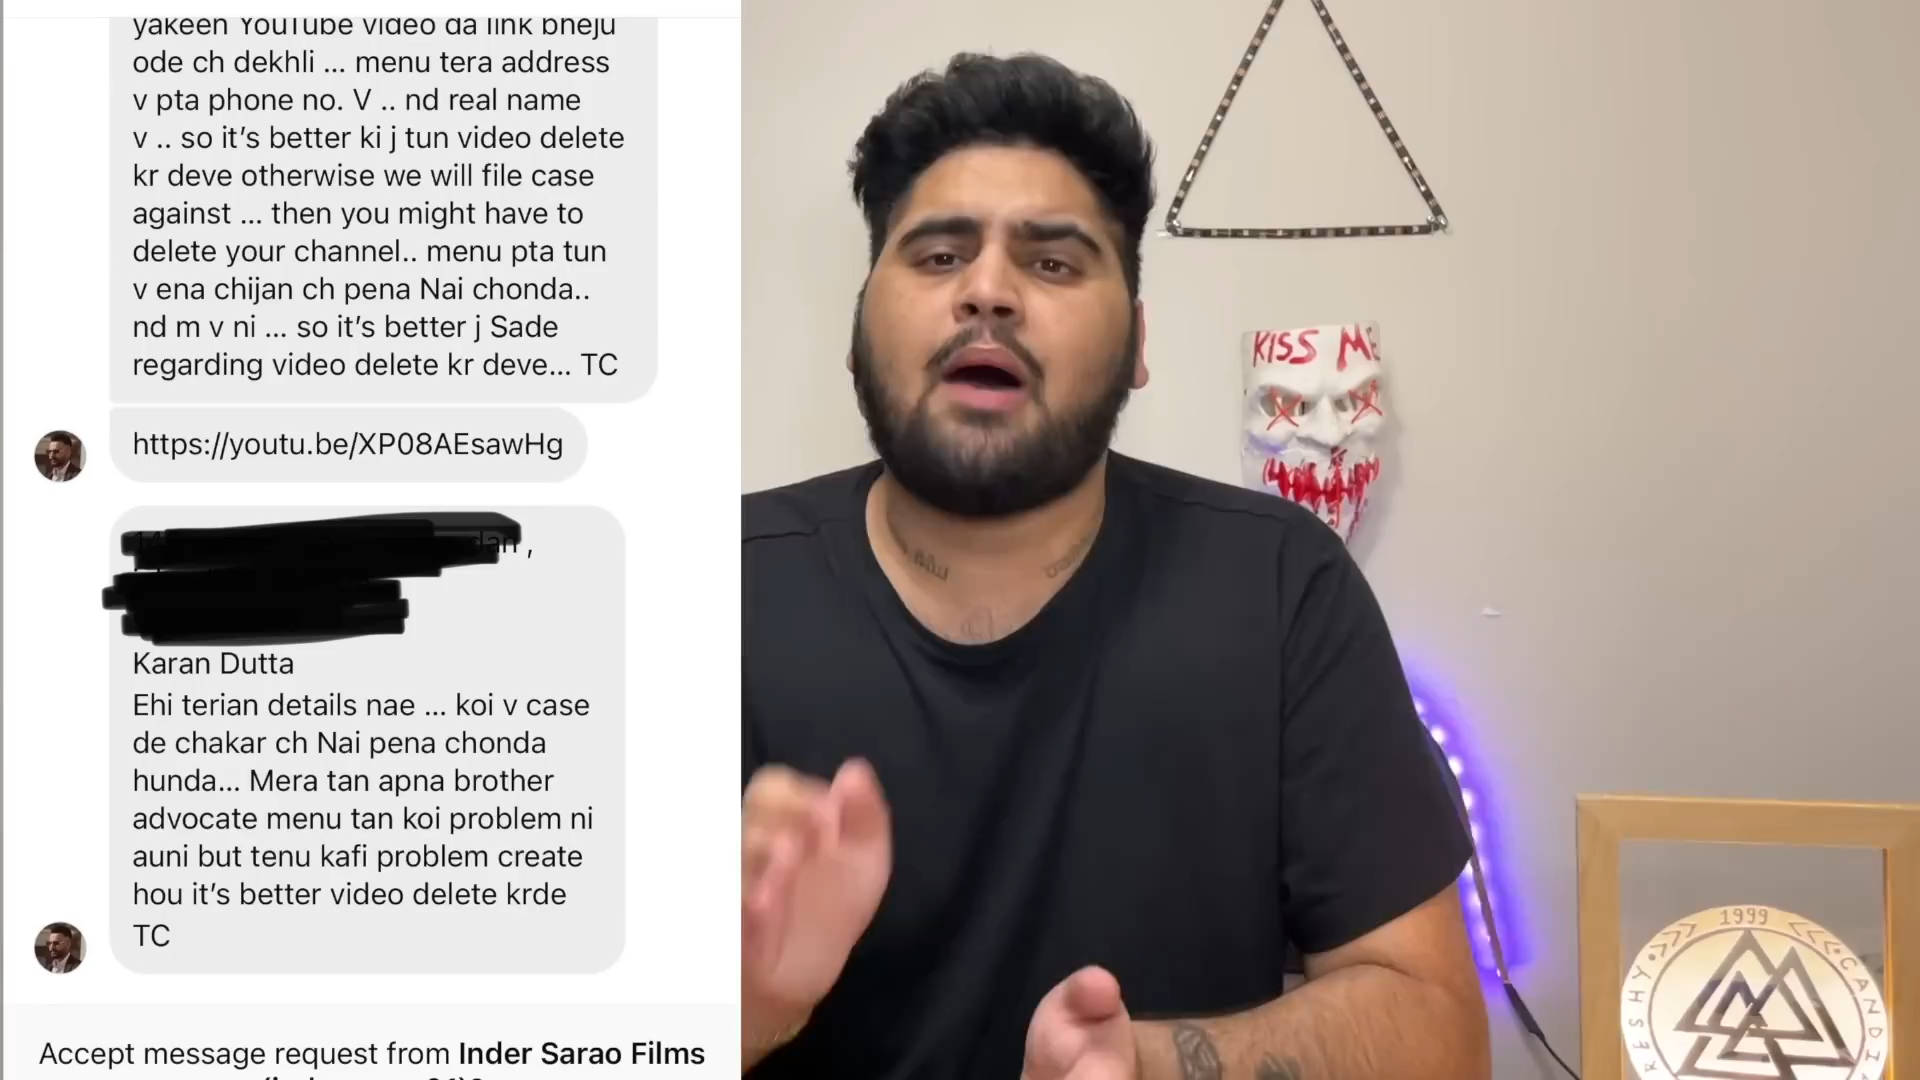 yakeen YouTube video da link bheju
ode ch dekhli ... menu tera address
v pta phone no. V .. nd real name
v .. so it's better ki j tun video delete
kr deve otherwise we will file case
against ... then you might have to
delete your channel.. menu pta tun
v ena chijan ch pena Nai chonda..
nd m v ni ... so it's better j Sade
regarding video delete kr deve... TC
https://youtu.be/XP08AEsawHg
Karan Dutta
Ehi terian details nae ... koi v case
de chakar ch Nai pena chonda
hunda... Mera tan apna brother
advocate menu tan koi problem ni
auni but tenu kafi problem create
hou it's better video delete krde
TC
Accept message request from Inder Sarao Films
KISS ME
1999